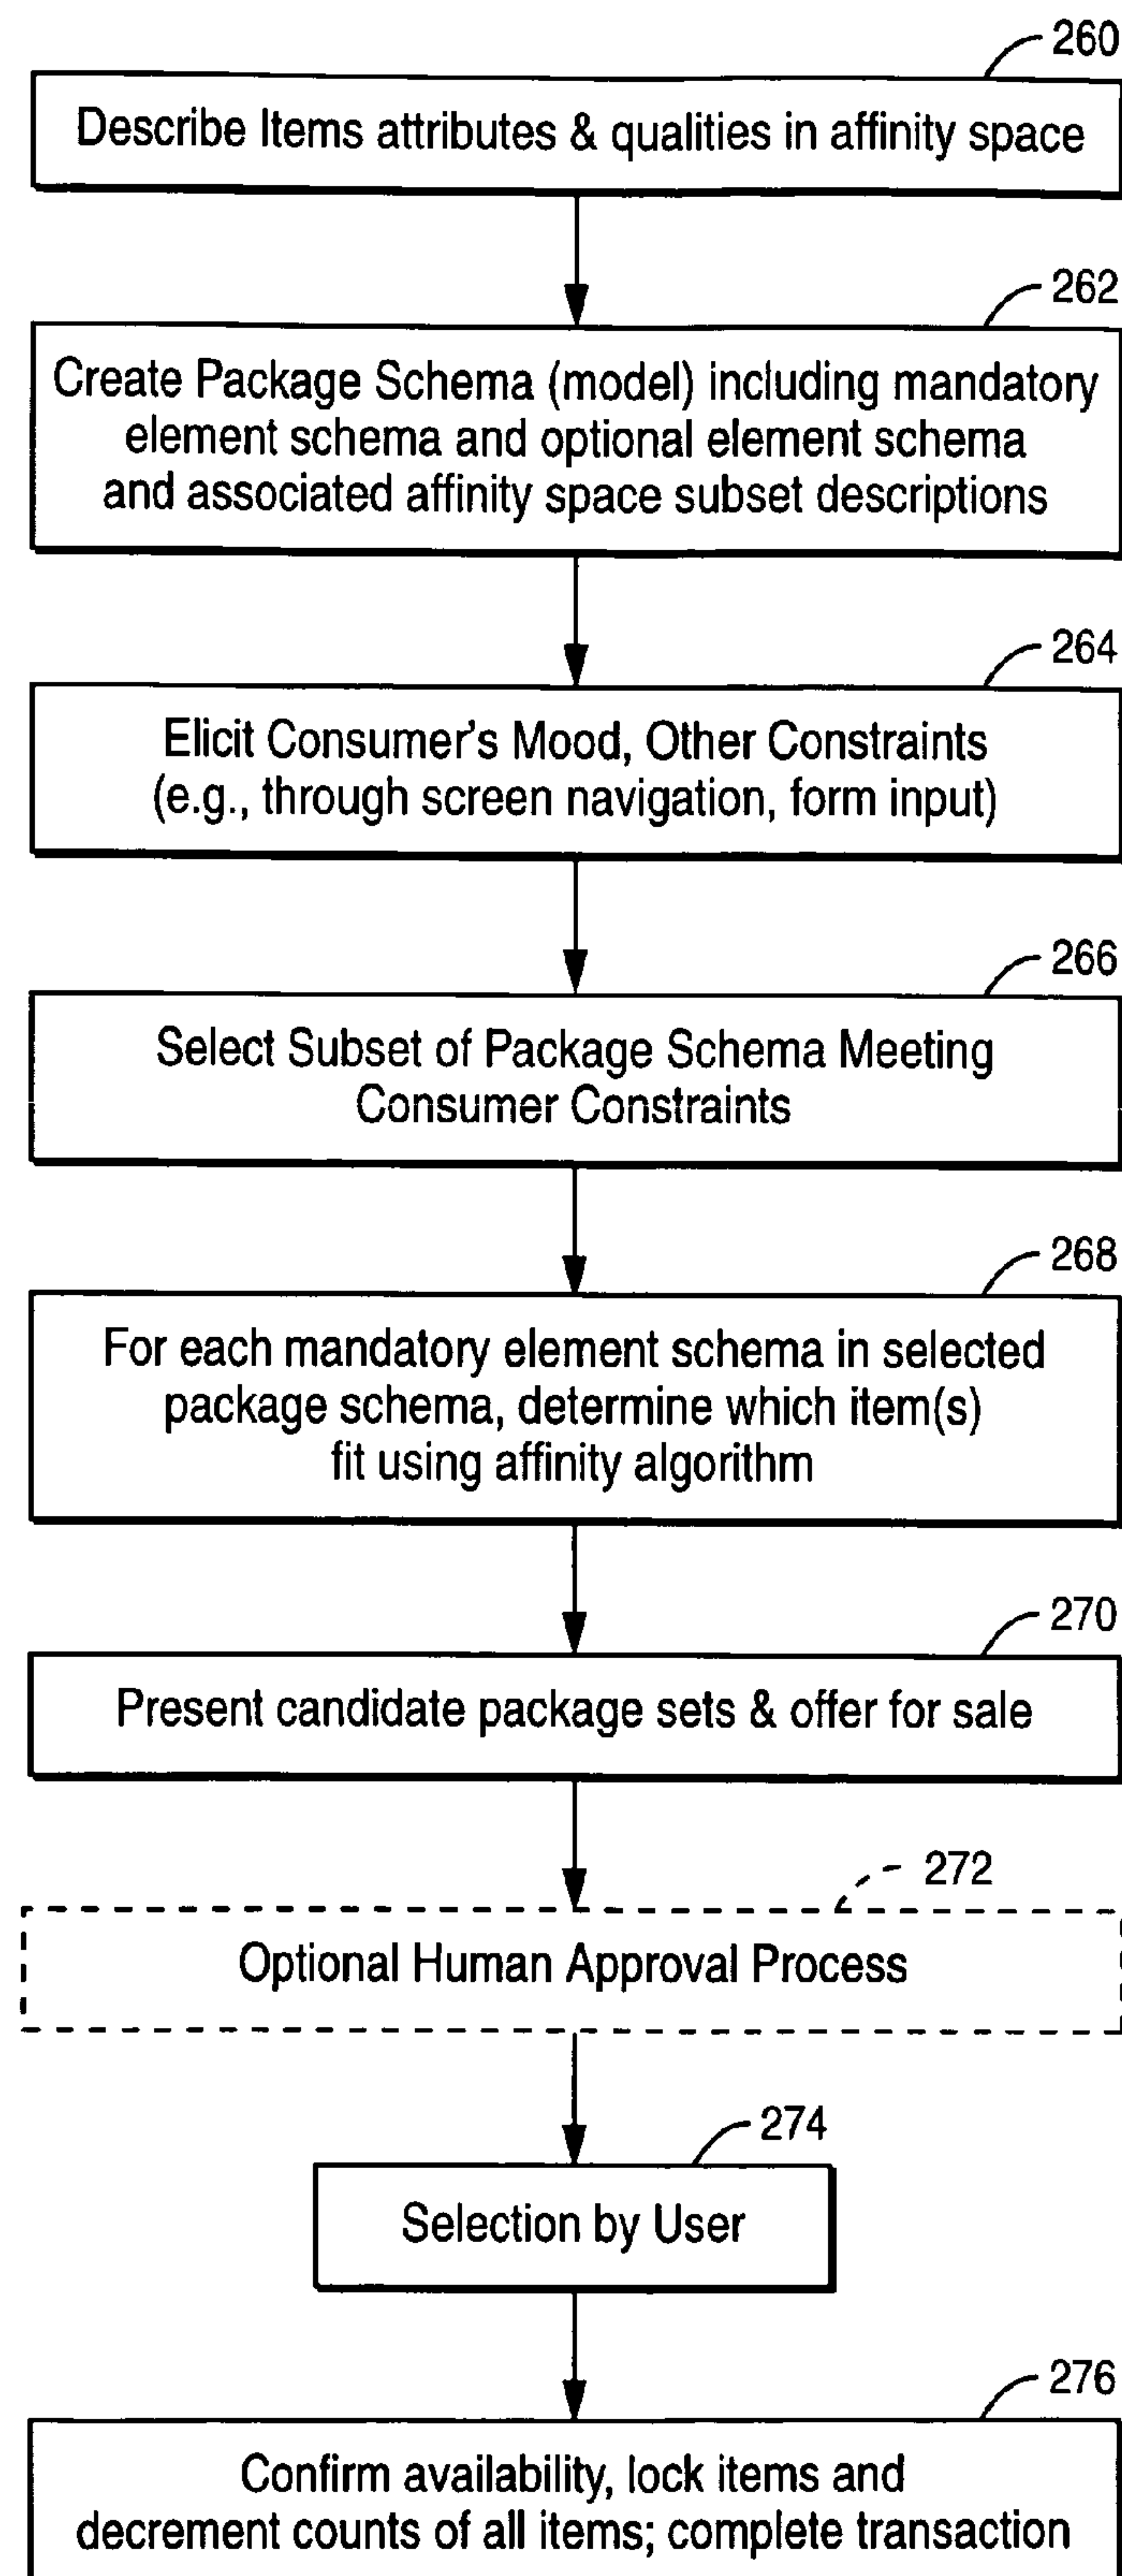 260
Describe Items attributes & qualities in affinity space
262
Create Package Schema (model) including mandatory
element schema and optional element schema
and associated affinity space subset descriptions
264
Elicit Consumer's Mood, Other Constraints
(e.g., through screen navigation, form input)
266
Select Subset of Package Schema Meeting
Consumer Constraints
268
For each mandatory element schema in selected
package schema, determine which item(s)
fit using affinity algorithm
270
Present candidate package sets & offer for sale
272
Optional Human Approval Process
274
Selection by User
276
Confirm availability, lock items and
decrement counts of all items; complete transaction